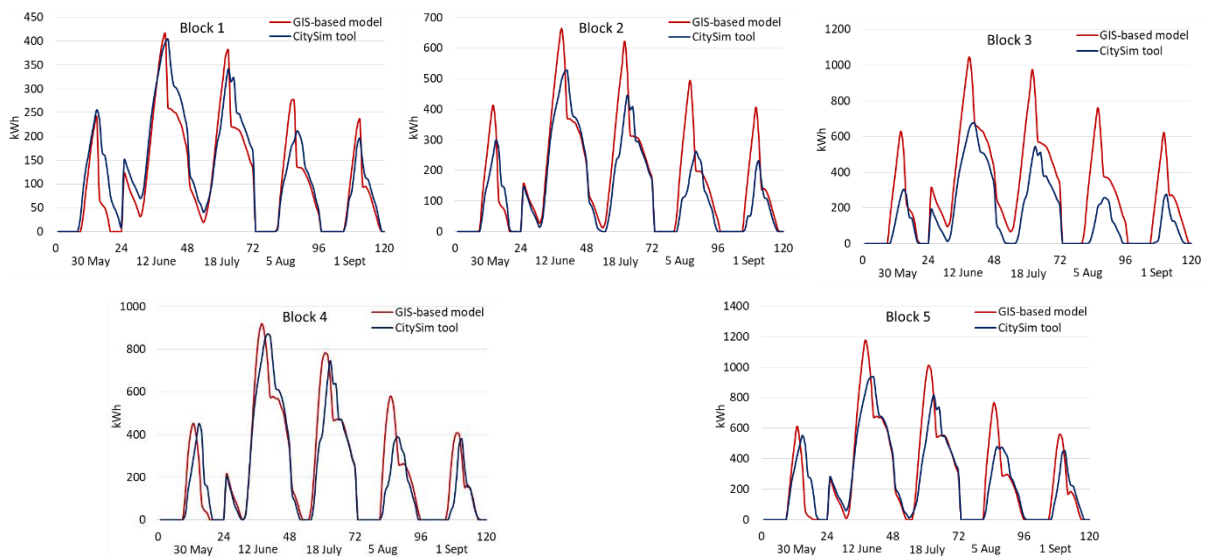 Block 1
GIS-based model
CitySim tool
450
400
350
300
250
200
150
100
50
0
kWh
0 24 48 72 96 120
30 May 12 June 18 July 5 Aug 1 Sept
Block 2
GIS-based model
CitySim tool
700
600
500
400
300
200
100
0
kWh
0 24 48 72 96 120
30 May 12 June 18 July 5 Aug 1 Sept
Block 3
GIS-based model
CitySim tool
1200
1000
800
600
400
200
0
kWh
0 24 48 72 96 120
30 May 12 June 18 July 5 Aug 1 Sept
Block 4
GIS-based model
CitySim tool
1000
800
600
400
200
0
kWh
0 24 48 72 96 120
30 May 12 June 18 July 5 Aug 1 Sept
Block 5
GIS-based model
CitySim tool
1400
1200
1000
800
600
400
200
0
kWh
0 24 48 72 96 120
30 May 12 June 18 July 5 Aug 1 Sept